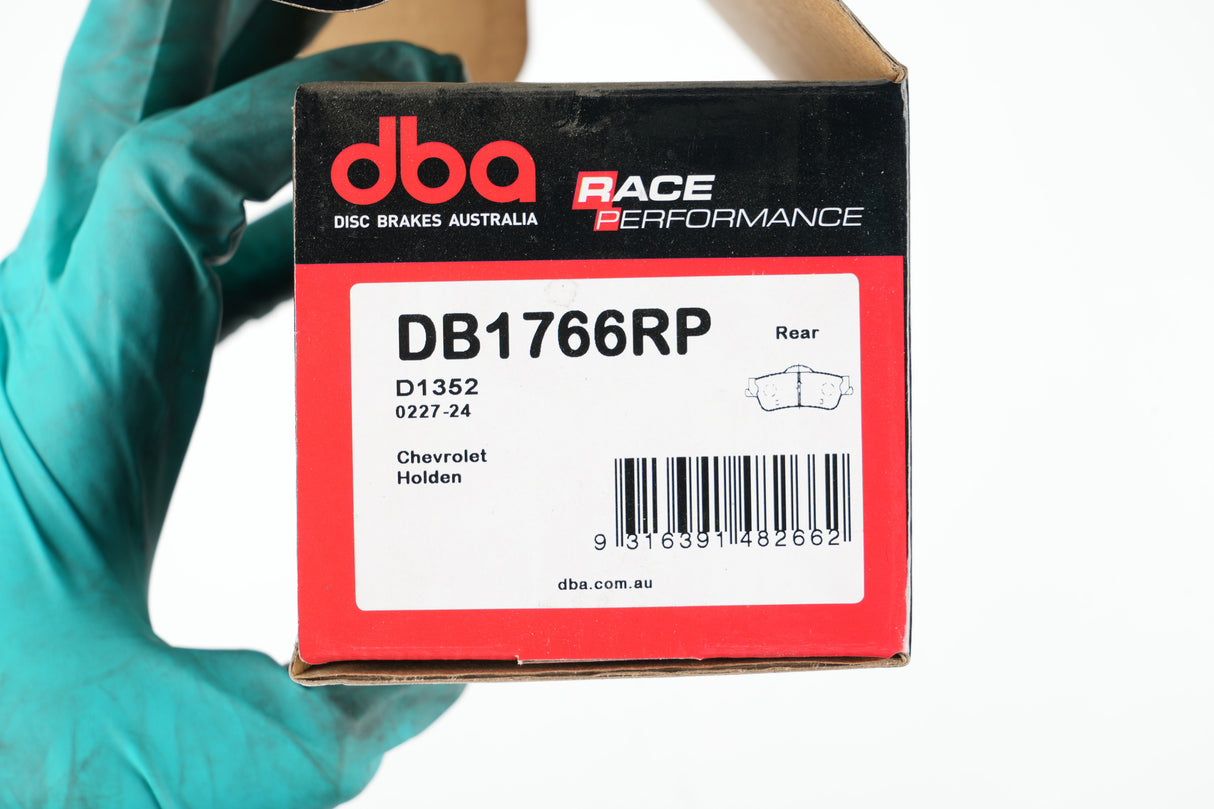 dba
DISC BRAKES AUSTRALIA
RACE
PERFORMANCE
DB1766RP
Rear
D1352
0227-24
Chevrolet
Holden
9 316391 482662
dba.com.au